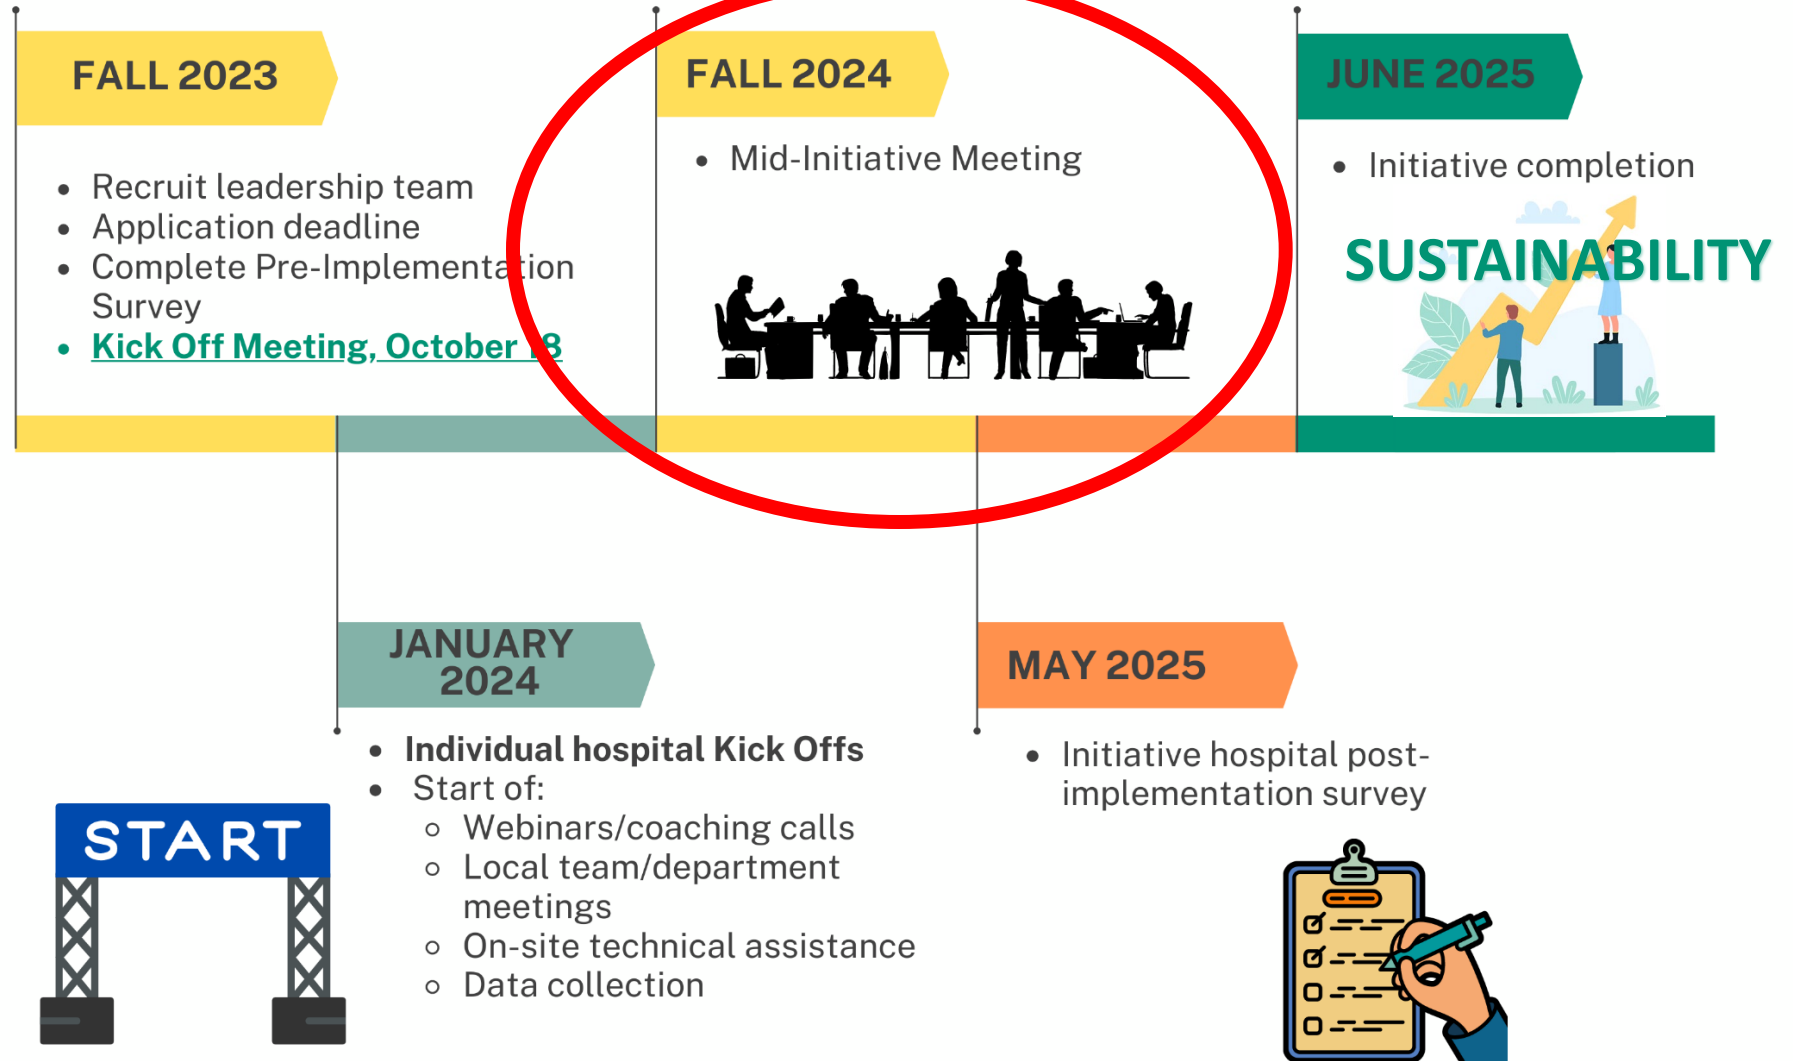 FALL 2023
• Recruit leadership team
• Application deadline
• Complete Pre-Implementation
Survey
• Kick Off Meeting, October 18
FALL 2024
• Mid-Initiative Meeting
JUNE 2025
• Initiative completion
SUSTAINABILITY
JANUARY
2024
• Individual hospital Kick Offs
• Start of:
○ Webinars/coaching calls
○ Local team/department
meetings
○ On-site technical assistance
○ Data collection
MAY 2025
• Initiative hospital post-
implementation survey
START